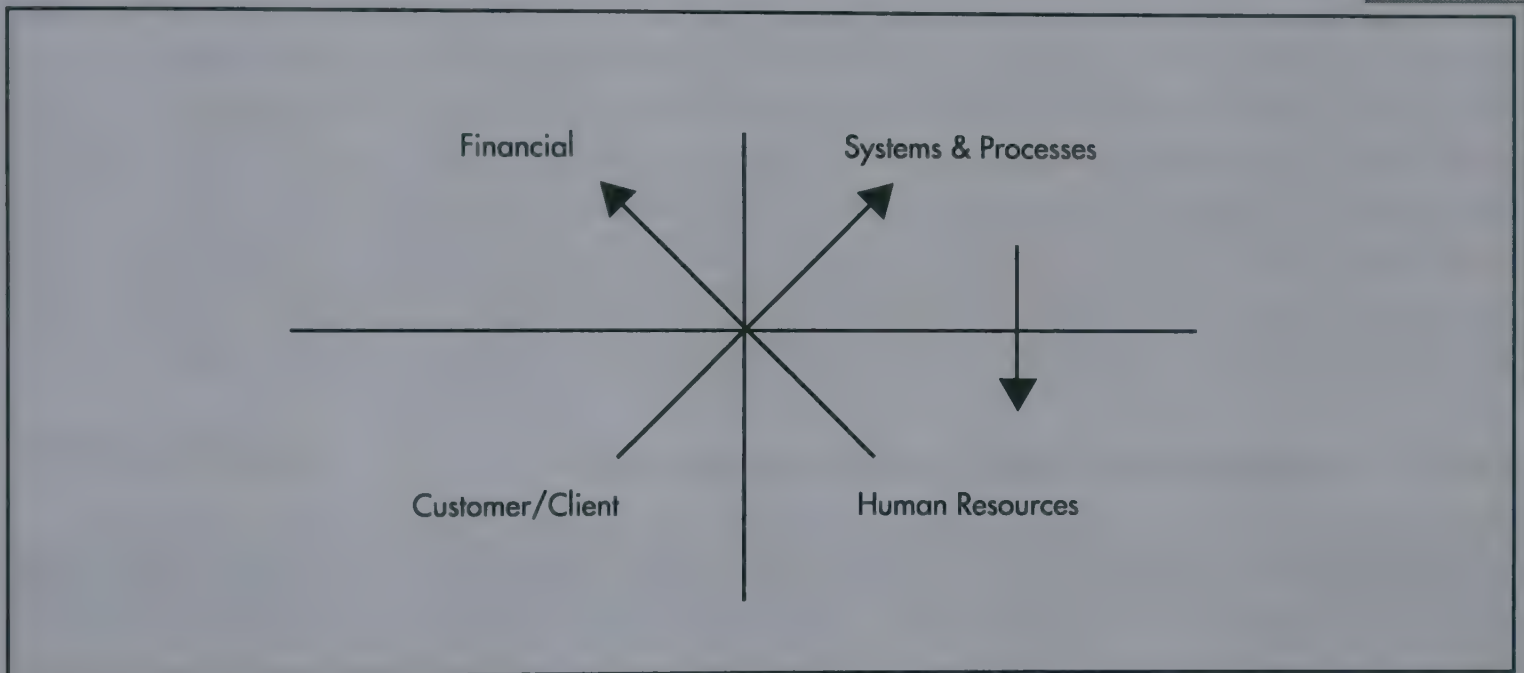 Financial
Systems & Processes
Customer/Client
Human Resources